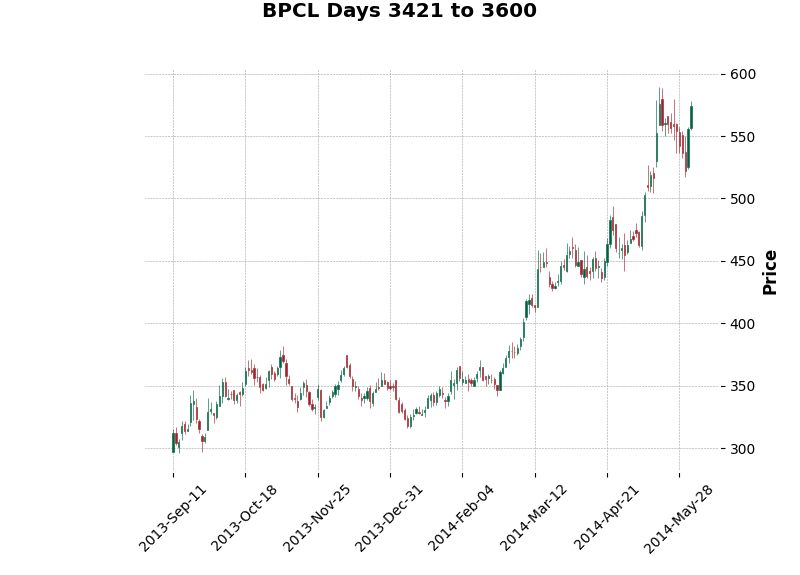 BPCL Days 3421 to 3600
600
550
500
450
400
350
300
Price
2013-Sep-11
2013-Oct-18
2013-Nov-25
2013-Dec-31
2014-Feb-04
2014-Mar-12
2014-Apr-21
2014-May-28